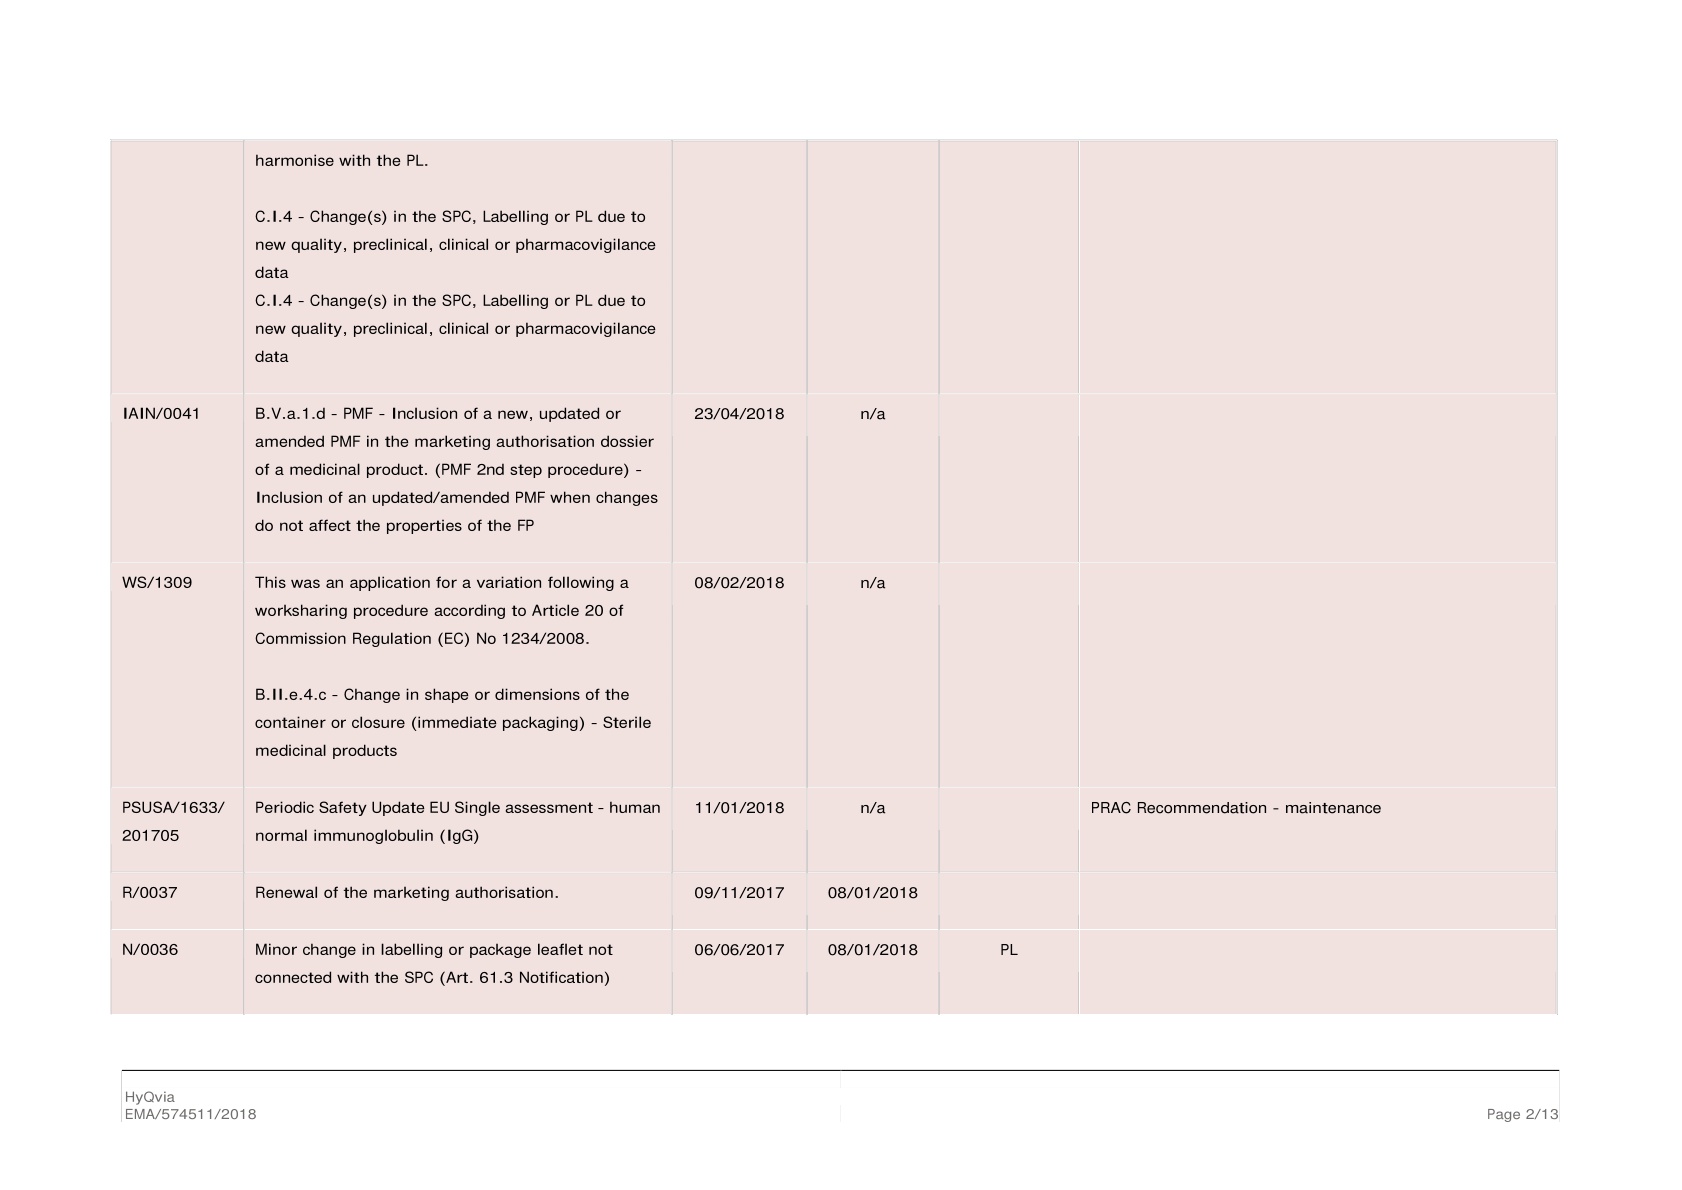 harmonise with the PL.
C.I.4 - Change(s) in the SPC, Labelling or PL due to
new quality, preclinical, clinical or pharmacovigilance
data
C.I.4 - Change(s) in the SPC, Labelling or PL due to
new quality, preclinical, clinical or pharmacovigilance
data
IAIN/0041
B.V.a.1.d - PMF - Inclusion of a new, updated or
amended PMF in the marketing authorisation dossier
of a medicinal product. (PMF 2nd step procedure) -
Inclusion of an updated/amended PMF when changes
do not affect the properties of the FP
23/04/2018
n/a
WS/1309
This was an application for a variation following a
worksharing procedure according to Article 20 of
Commission Regulation (EC) No 1234/2008.
B.II.e.4.c - Change in shape or dimensions of the
container or closure (immediate packaging) - Sterile
medicinal products
08/02/2018
n/a
PSUSA/1633/
201705
Periodic Safety Update EU Single assessment - human
normal immunoglobulin (IgG)
11/01/2018
n/a
PRAC Recommendation - maintenance
R/0037
Renewal of the marketing authorisation.
09/11/2017
08/01/2018
N/0036
Minor change in labelling or package leaflet not
connected with the SPC (Art. 61.3 Notification)
06/06/2017
08/01/2018
PL
HyQvia
EMA/574511/2018
Page 2/13